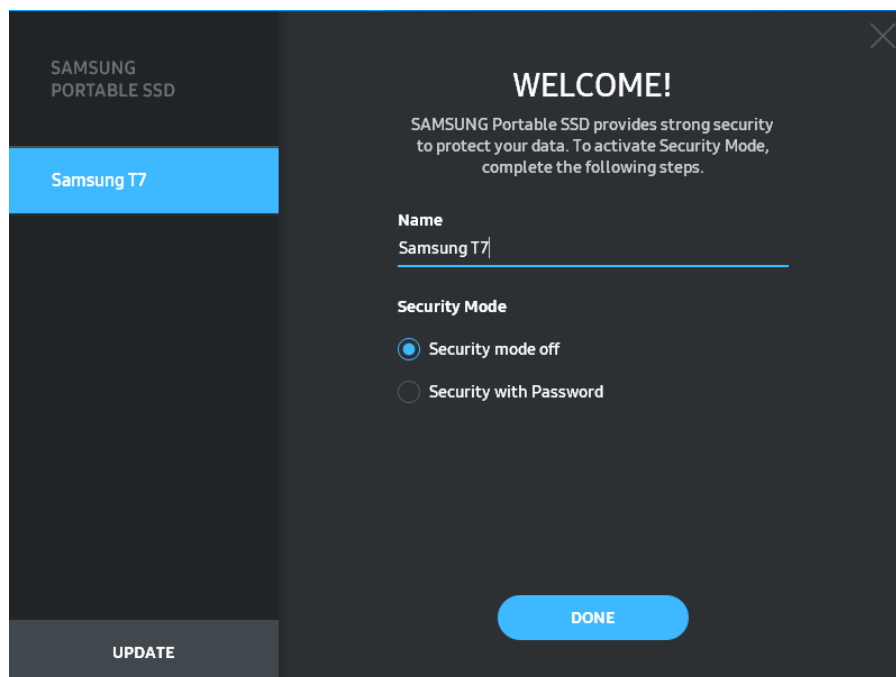 SAMSUNG
PORTABLE SSD
Samsung T7
UPDATE
WELCOME!
SAMSUNG Portable SSD provides strong security
to protect your data. To activate Security Mode,
complete the following steps.
Name
Samsung T7
Security Mode
Security mode off
Security with Password
DONE